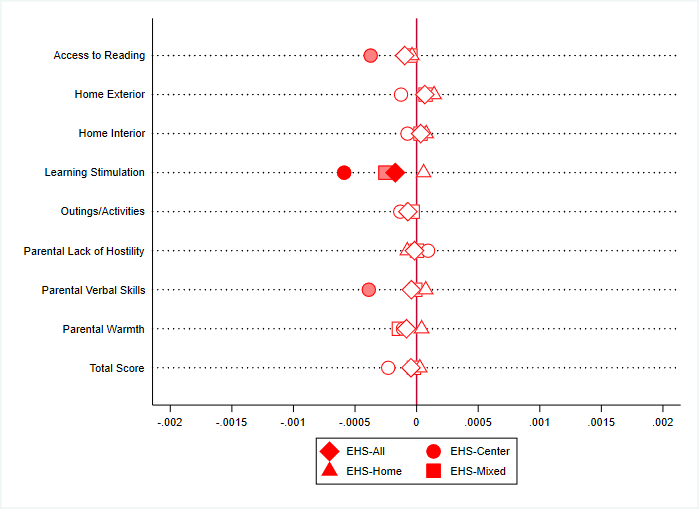 Access to Reading
Home Exterior
Home Interior
Learning Stimulation
Outings/Activities
Parental Lack of Hostility
Parental Verbal Skills
Parental Warmth
Total Score
-.002 -.0015 -.001 -.0005 0 .0005 .001 .0015 .002
EHS-All EHS-Center
EHS-Home EHS-Mixed